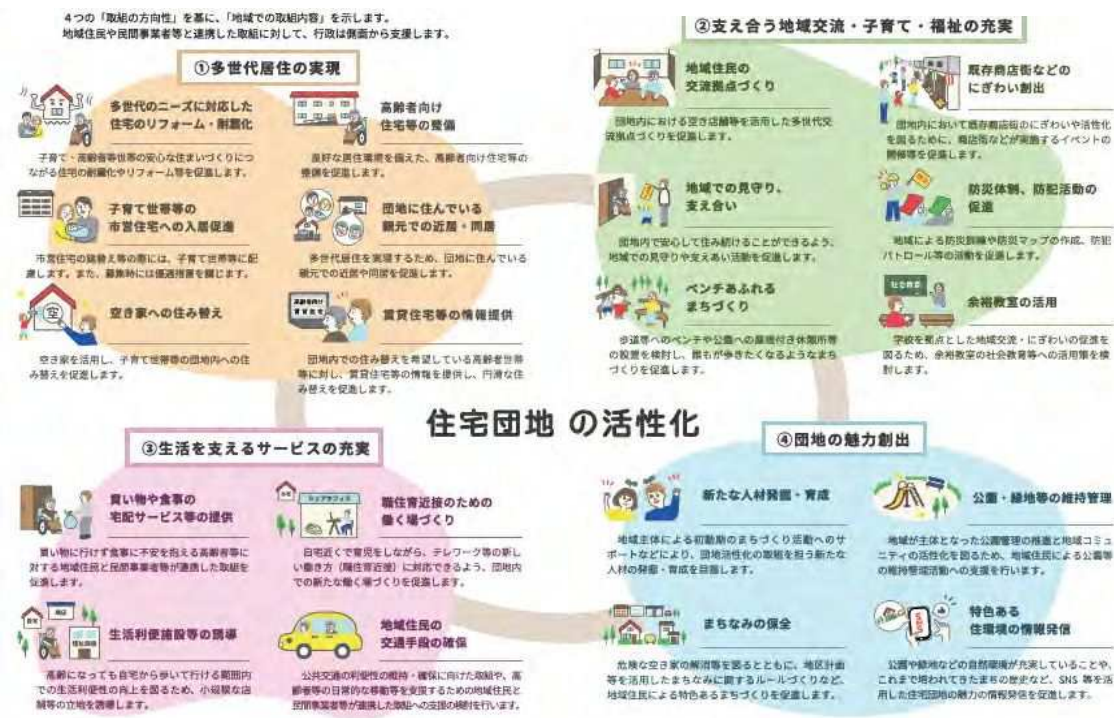 ４つの「取組の方向性」を基に、「地域での取組内容」を示します。
地域住民や民間事業者等と連携した取組に対して、行政は側面から支援します。
①多世代居住の実現
多世代のニーズに対応した
住宅のリフォーム・耐震化
子育て・高齢者等世帯の安心な住まいづくりにつ
ながる住宅の耐震化やリフォーム等を促進します。
高齢者向け
住宅等の整備
良好な居住環境を備えた、高齢者向け住宅等の
整備を促進します。
子育て世帯等の
市営住宅への入居促進
市営住宅の建替え等の際には、子育て世帯等に配
慮します。また、募集時には優遇措置を講じます。
団地に住んでいる
親元での近居・同居
多世代居住を実現するため、団地に住んでいる
親元での近居や同居を促進します。
空
空き家への住み替え
空き家を活用し、子育て世帯等の団地内への住
み替えを促進します。
高齢者向け
賃貸住宅
賃貸住宅等の情報提供
団地内での住み替えを希望している高齢者世帯
等に対し、賃貸住宅等の情報を提供し、円滑な住
み替えを促進します。
②支え合う地域交流・子育て・福祉の充実
地域住民の
交流拠点づくり
団地内における空き店舗等を活用した多世代交
流拠点づくりを促進します。
既存商店街などの
にぎわい創出
団地内において既存商店街のにぎわいや活性化
を図るために、商店街などが実施するイベントの
開催等を促進します。
地域での見守り、
支え合い
団地内で安心して住み続けることができるよう、
地域での見守りや支えあい活動を促進します。
防災体制、防犯活動の
促進
地域による防災訓練や防災マップの作成、防犯
パトロール等の活動を促進します。
ベンチあふれる
まちづくり
歩道等へのベンチや公園への屋根付き休憩所等
の設置を検討し、誰もが歩きたくなるようなまち
づくりを促進します。
社会教育
余裕教室の活用
学校を拠点とした地域交流・にぎわいの促進を
図るため、余裕教室の社会教育等への活用策を検
討します。
住宅団地 の活性化
③生活を支えるサービスの充実
買い物や食事の
宅配サービス等の提供
買い物に行けず食事に不安を抱える高齢者等に
対する地域住民と民間事業者等が連携した取組を
促進します。
シェアオフィス
職住育近接のための
働く場づくり
自宅近くで育児をしながら、テレワーク等の新し
い働き方（職住育近接）に対応できるよう、団地内
での新たな働く場づくりを促進します。
生活利便施設等の誘導
高齢になっても自宅から歩いて行ける範囲内
での生活利便性の向上を図るため、小規模な店
舗等の立地を誘導します。
地域住民の
交通手段の確保
公共交通の利便性の維持・確保に向けた取組や、高
齢者等の日常的な移動等を支援するための地域住民と
民間事業者等が連携した取組への支援の検討を行います。
④団地の魅力創出
新たな人材発掘・育成
地域主体による初動期のまちづくり活動へのサ
ポートなどにより、団地活性化の取組を担う新たな
人材の発掘・育成を目指します。
公園・緑地等の維持管理
地域が主体となった公園管理の推進と地域コミュ
ニティの活性化を図るため、地域住民による公園等
の維持管理活動への支援を行います。
まちなみの保全
危険な空き家の解消等を図るとともに、地区計画
等を活用したまちなみに関するルールづくりなど、
地域住民による特色あるまちづくりを促進します。
SNS
特色ある
住環境の情報発信
公園や緑地などの自然環境が充実していることや、
これまで培われてきたまちの歴史など、SNS 等を活
用した住宅団地の魅力の情報発信を促進します。